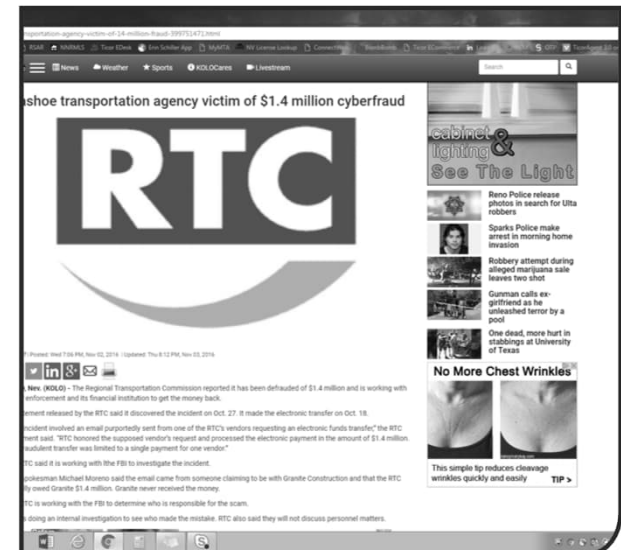 nsportation-agency-victim-of-14-million-fraud-399751471.html
RSAR NNRMLS Ticor EDesk Erin Schiller App MyMTA NV License Lookup
News Weather Sports KOLOCares Livestream Search
shoe transportation agency victim of $1.4 million cyberfraud
RTC
cabinet &
lighting
See The Light
Reno Police release
photos in search for Ulta
robbers
Sparks Police make
arrest in morning home
invasion
Robbery attempt during
alleged marijuana sale
leaves two shot
Gunman calls ex-
girlfriend as he
unleashed terror by a
pool
One dead, more hurt in
stabbings at University
of Texas
Posted: Wed 7:06 PM, Nov 02, 2016 | Updated: Thu 8:12 PM, Nov 03, 2016
in g+
No More Chest Wrinkles
, Nev. (KOLO) – The Regional Transportation Commission reported it has been defrauded of $1.4 million and is working with
enforcement and its financial institution to get the money back.
ement released by the RTC said it discovered the incident on Oct. 27. It made the electronic transfer on Oct. 18.
ncident involved an email purportedly sent from one of the RTC's vendors requesting an electronic funds transfer," the RTC
ment said. "RTC honored the supposed vendor's request and processed the electronic payment in the amount of $1.4 million.
raudulent transfer was limited to a single payment for one vendor."
TC said it is working with the FBI to investigate the incident.
pokesman Michael Moreno said the email came from someone claiming to be with Granite Construction and that the RTC
lly owed Granite $1.4 million. Granite never received the money.
TC is working with the FBI to determine who is responsible for the scam.
s doing an internal investigation to see who made the mistake. RTC also said they will not discuss personnel matters.
This simple tip reduces cleavage
wrinkles quickly and easily TIP >